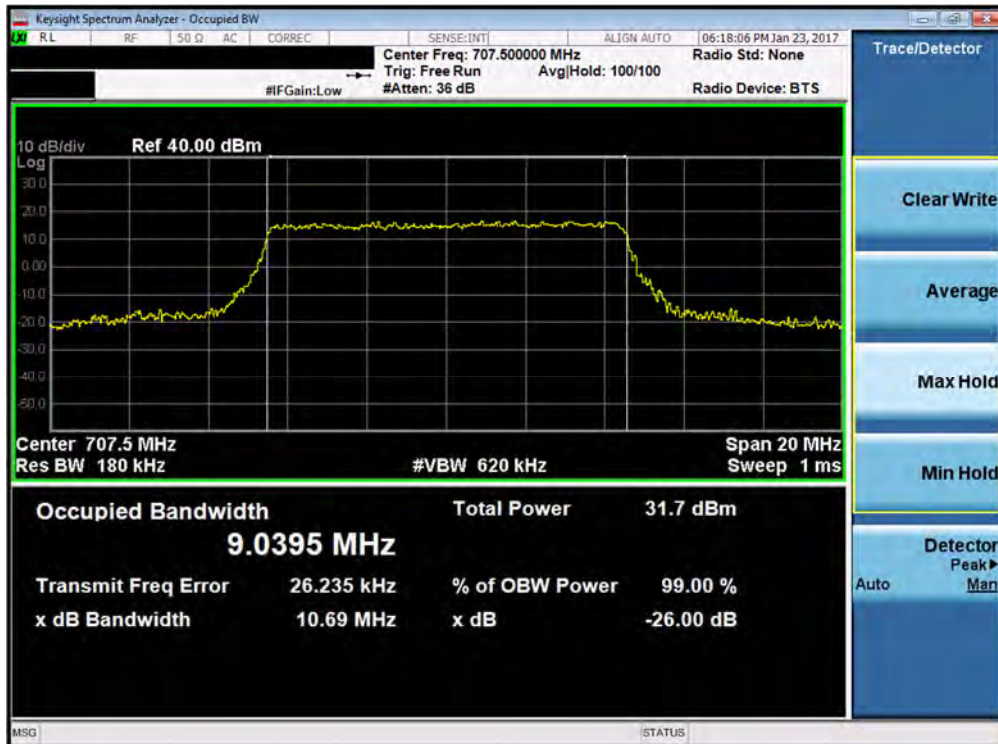 Keysight Spectrum Analyzer - Occupied BW
LXI RL RF 50 Ω AC CORREC SENSE:INT ALIGN AUTO 06:18:06 PM Jan 23, 2017
Center Freq: 707.500000 MHz Radio Std: None
Trig: Free Run Avg|Hold: 100/100
#IFGain:Low #Atten: 36 dB Radio Device: BTS
10 dB/div Ref 40.00 dBm
Log
30.0
20.0
10.0
0.00
-10.0
-20.0
-30.0
-40.0
-50.0
Center 707.5 MHz Span 20 MHz
Res BW 180 kHz #VBW 620 kHz Sweep 1 ms
Occupied Bandwidth Total Power 31.7 dBm
9.0395 MHz
Transmit Freq Error 26.235 kHz % of OBW Power 99.00 %
x dB Bandwidth 10.69 MHz x dB -26.00 dB
MSG STATUS
Trace/Detector
Clear Write
Average
Max Hold
Min Hold
Detector
Peak▶
Auto Man